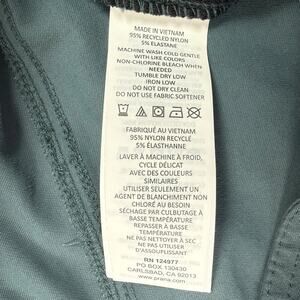 MADE IN VIETNAM
95% RECYCLED NYLON
5% ELASTANE
MACHINE WASH COLD GENTLE
WITH LIKE COLORS
NON-CHLORINE BLEACH WHEN
NEEDED
TUMBLE DRY LOW
IRON LOW
DO NOT DRY CLEAN
DO NOT USE FABRIC SOFTENER
FABRIQUÉ AU VIETNAM
95% NYLON RECYCLÉ
5% ÉLASTHANNE
LAVER À MACHINE À FROID,
CYCLE DÉLICAT
AVEC DES COULEURS
SIMILAIRES
UTILISER SEULEMENT UN
AGENT DE BLANCHIMENT NON
CHLORÉ AU BESOIN
SÉCHAGE PAR CULBUTAGE À
BASSE TEMPÉRATURE
REPASSER À BASSE
TEMPÉRATURE
NE PAS NETTOYER À SEC
NE PAS UTILISER
D'ASSOUPLISSANT
RN 124977
PO BOX 130430
CARLSBAD, CA 92013
www.prana.com